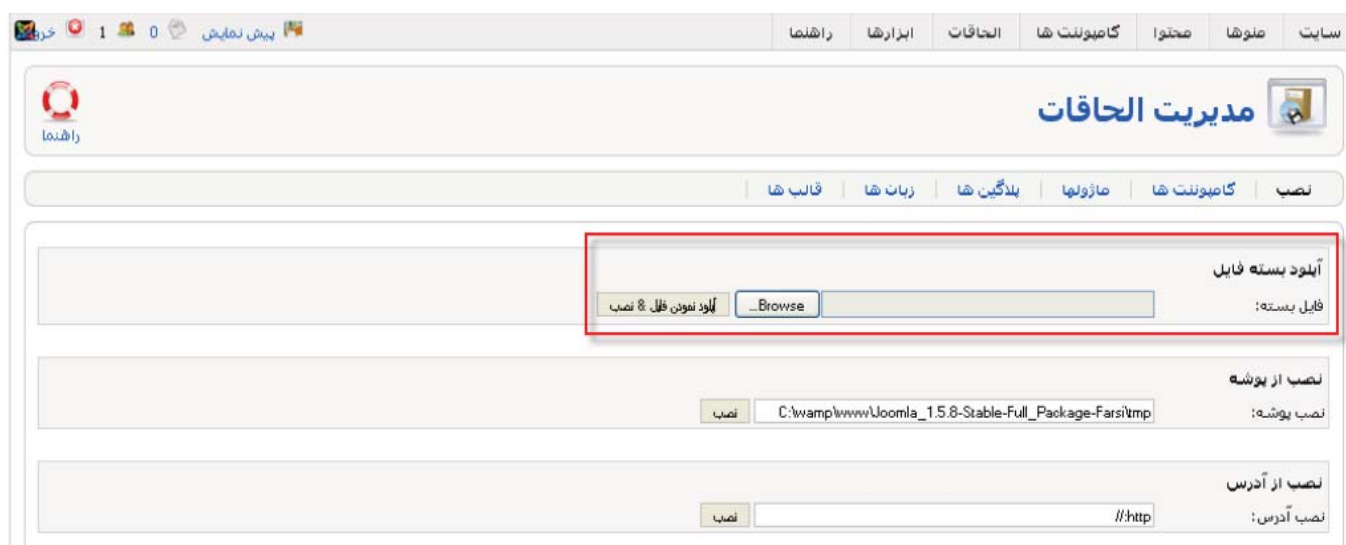 سایت منوها محتوا کامپوننت ها الحاقات ابزارها راهنما پیش نمایش 0 1 خروج
مدیریت الحاقات
راهنما
نصب کامپوننت ها ماژولها پلاگین ها زبان ها قالب ها
آپلود بسته فایل
فایل بسته: Browse... آپلود نمودن فایل & نصب
نصب از پوشه
نصب پوشه: C:\wamp\www\Joomla_1.5.8-Stable-Full_Package-Farsi\tmp نصب
نصب از آدرس
نصب آدرس: //:http نصب